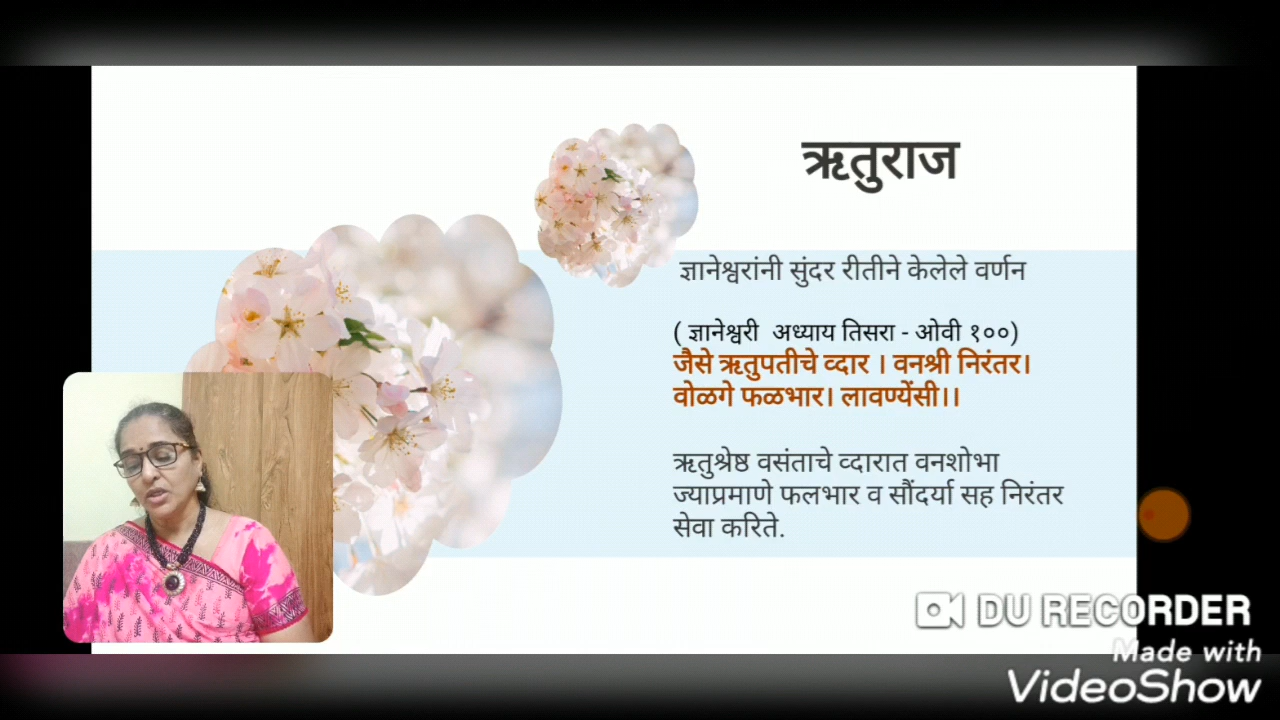 ऋतुराज
ज्ञानेश्वरांनी सुंदर रीतीने केलेले वर्णन
( ज्ञानेश्वरी अध्याय तिसरा - ओवी १००)
जैसे ऋतुपतीचे व्दार । वनश्री निरंतर।
वोळगे फळभार। लावण्येंसी।।
ऋतुश्रेष्ठ वसंताचे व्दारात वनशोभा
ज्याप्रमाणे फलभार व सौंदर्या सह निरंतर
सेवा करिते.
DU RECORDER
Made with
VideoShow